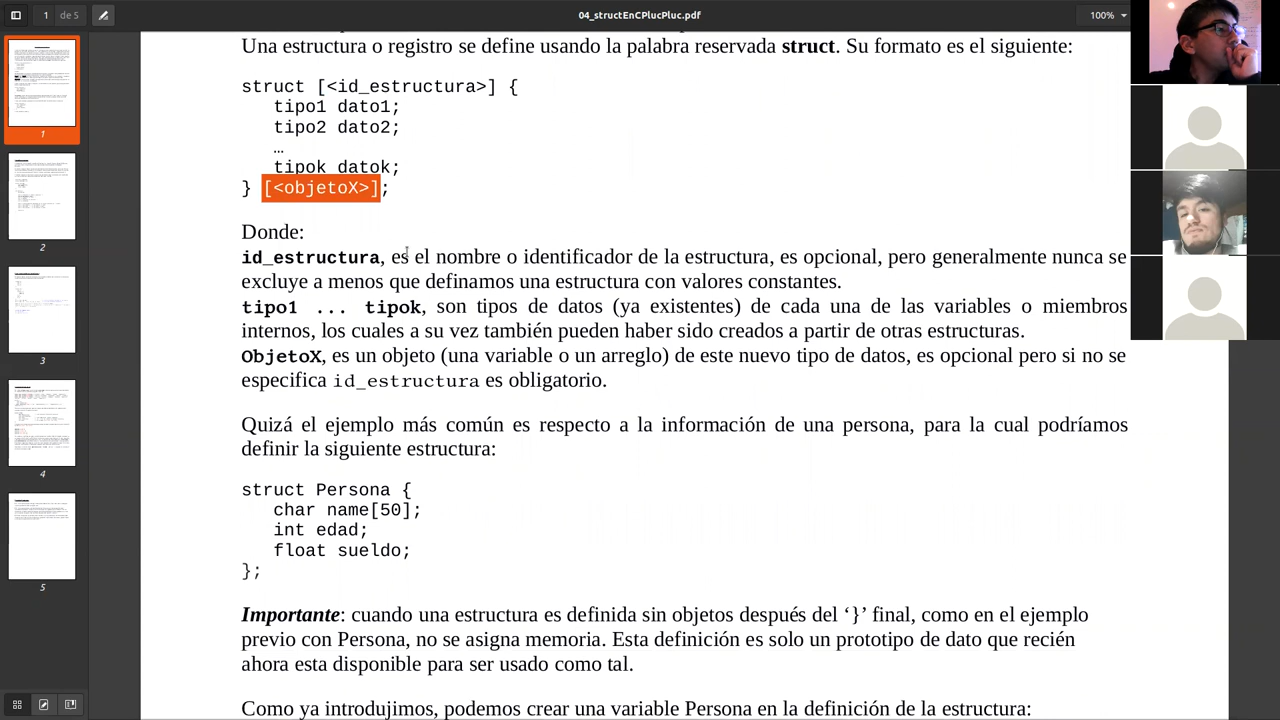 1 de 5
04_structEnCPlucPluc.pdf
100%
Una estructura o registro se define usando la palabra reservada struct. Su formato es el siguiente:
struct [<id_estructura>] {
tipo1 dato1;
tipo2 dato2;
…
tipok datok;
} [<objetoX>];
Donde:
id_estructura, es el nombre o identificador de la estructura, es opcional, pero generalmente nunca se
excluye a menos que definamos una estructura con valores constantes.
tipo1 ... tipok, son tipos de datos (ya existentes) de cada una de las variables o miembros
internos, los cuales a su vez también pueden haber sido creados a partir de otras estructuras.
ObjetoX, es un objeto (una variable o un arreglo) de este nuevo tipo de datos, es opcional pero si no se
especifica id_estructura es obligatorio.
Quizá el ejemplo más común es respecto a la información de una persona, para la cual podríamos
definir la siguiente estructura:
struct Persona {
char name[50];
int edad;
float sueldo;
};
Importante: cuando una estructura es definida sin objetos después del ‘}’ final, como en el ejemplo
previo con Persona, no se asigna memoria. Esta definición es solo un prototipo de dato que recién
ahora esta disponible para ser usado como tal.
Como ya introdujimos, podemos crear una variable Persona en la definición de la estructura:
1
2
3
4
5